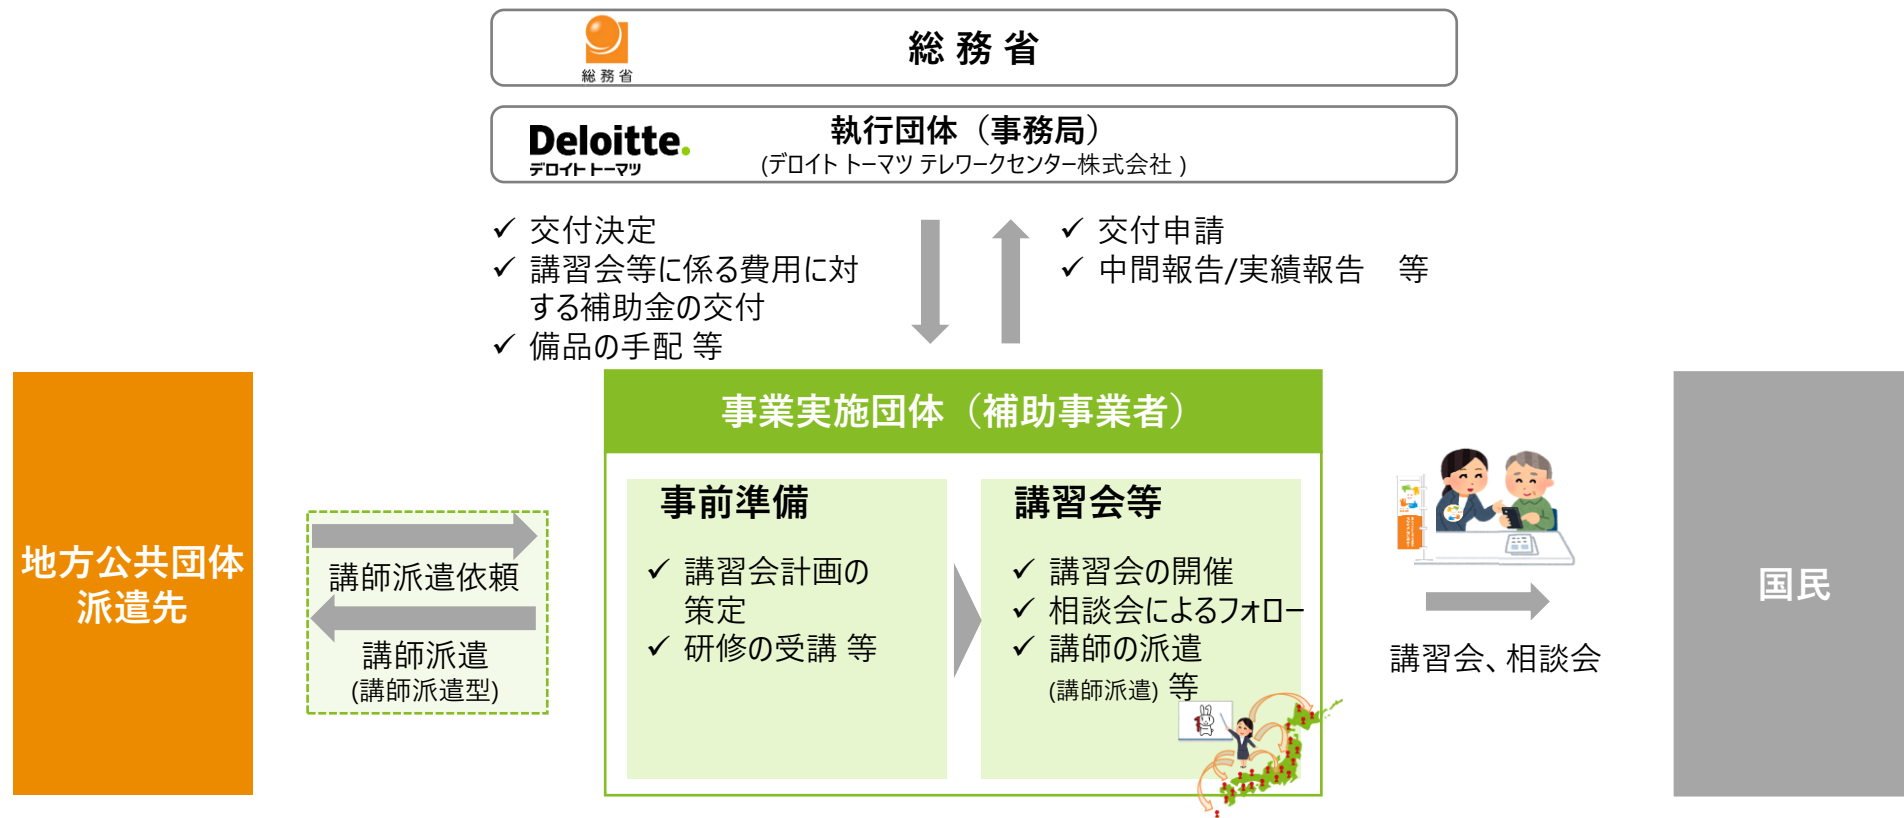 総務省
総 務 省
Deloitte.
デロイト トーマツ
執行団体（事務局）
(デロイト トーマツ テレワークセンター株式会社 )
✓ 交付決定
✓ 講習会等に係る費用に対
する補助金の交付
✓ 備品の手配 等
✓ 交付申請
✓ 中間報告/実績報告　等
地方公共団体
派遣先
講師派遣依頼
講師派遣
(講師派遣型)
事業実施団体（補助事業者）
事前準備
✓ 講習会計画の
策定
✓ 研修の受講 等
講習会等
✓ 講習会の開催
✓ 相談会によるフォロー
✓ 講師の派遣
(講師派遣) 等
講習会、相談会
国民